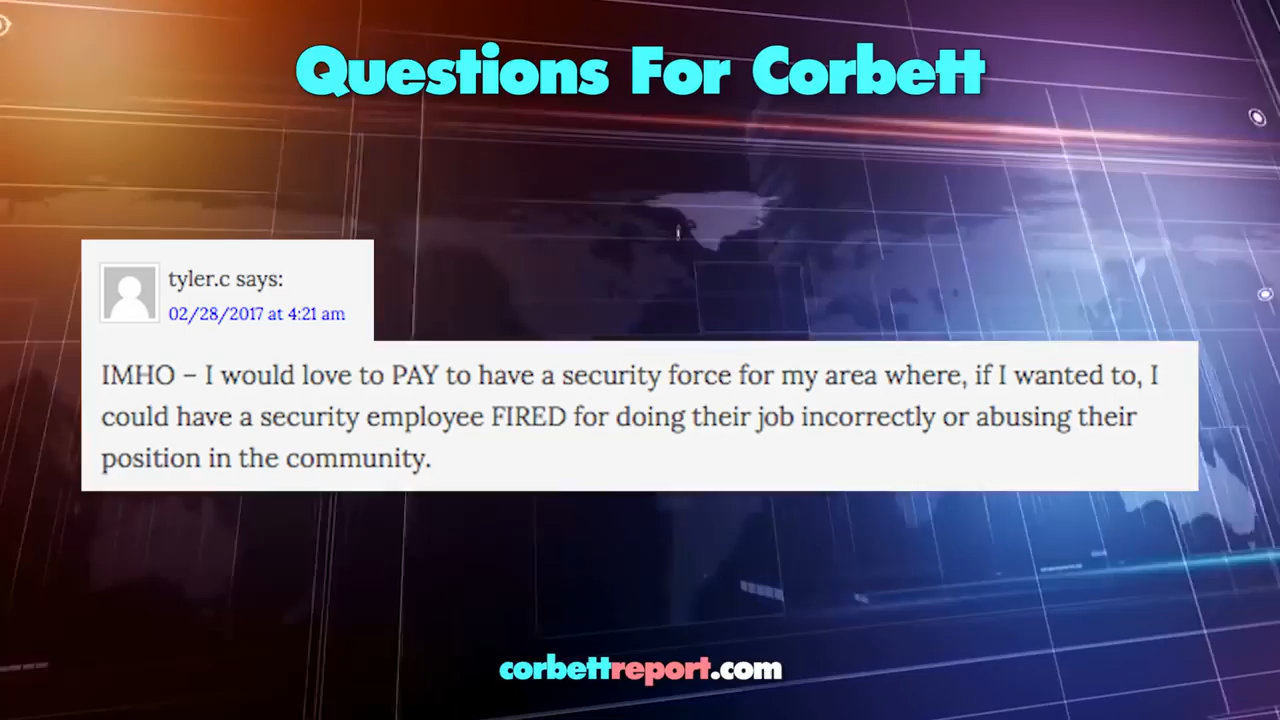 Questions For Corbett
tyler.c says:
02/28/2017 at 4:21 am
IMHO – I would love to PAY to have a security force for my area where, if I wanted to, I
could have a security employee FIRED for doing their job incorrectly or abusing their
position in the community.
corbettreport.com